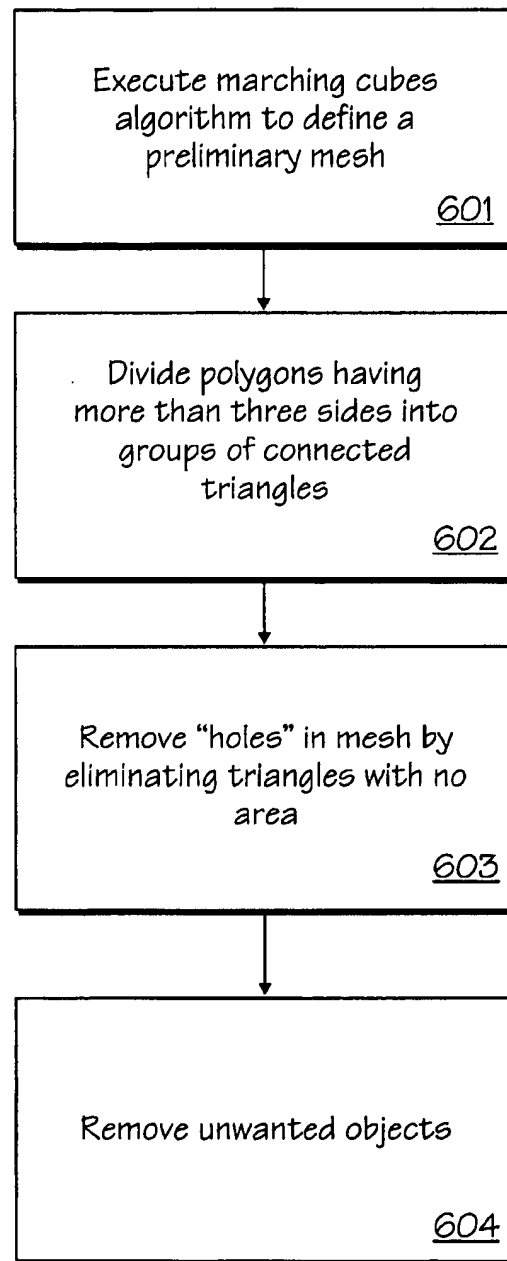 Execute marching cubes
algorithm to define a
preliminary mesh
601
Divide polygons having
more than three sides into
groups of connected
triangles
602
Remove “holes” in mesh by
eliminating triangles with no
area
603
Remove unwanted objects
604